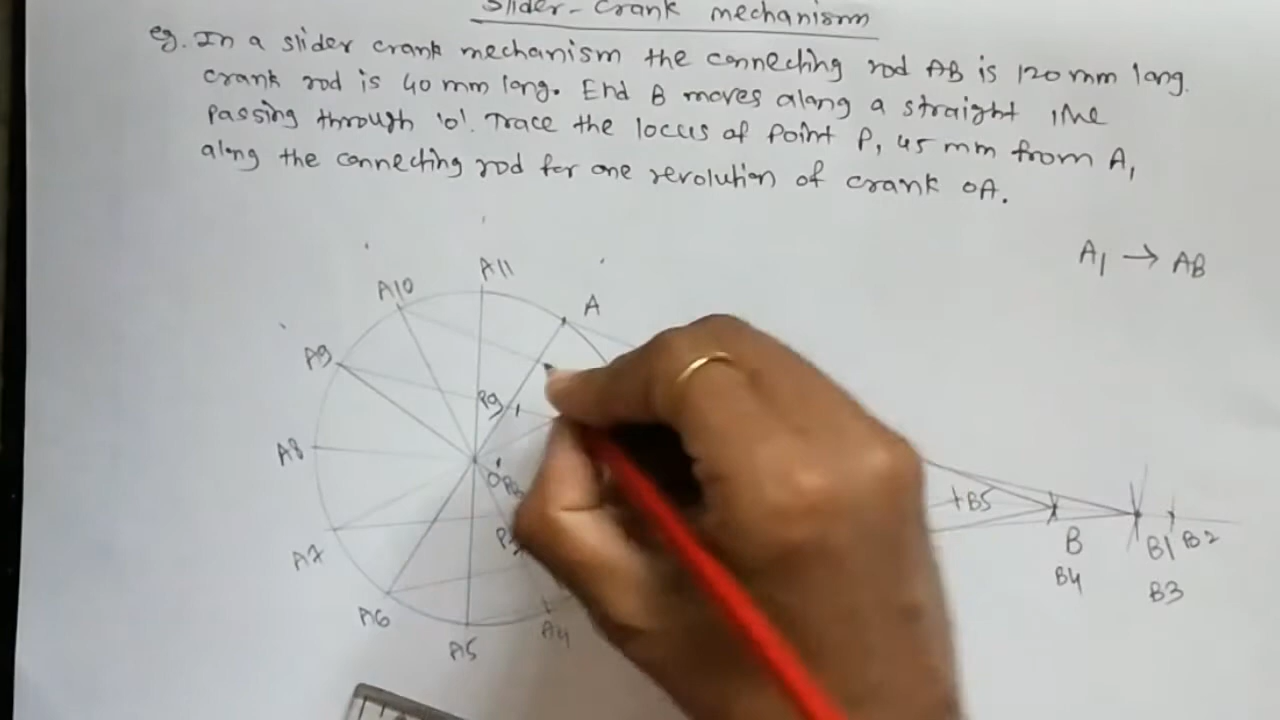 Slider-Crank mechanism
eg. In a slider crank mechanism the connecting rod AB is 120mm long.
crank rod is 40 mm long. End B moves along a straight line
passing through 'o'. Trace the locus of point P, 45 mm from A,
along the connecting rod for one revolution of crank OA.
A1 → AB
A11
A10
A
A9
P9
A8
O
P8
B5
B
B1 B2
A7
B4
B3
A6
A5
A4